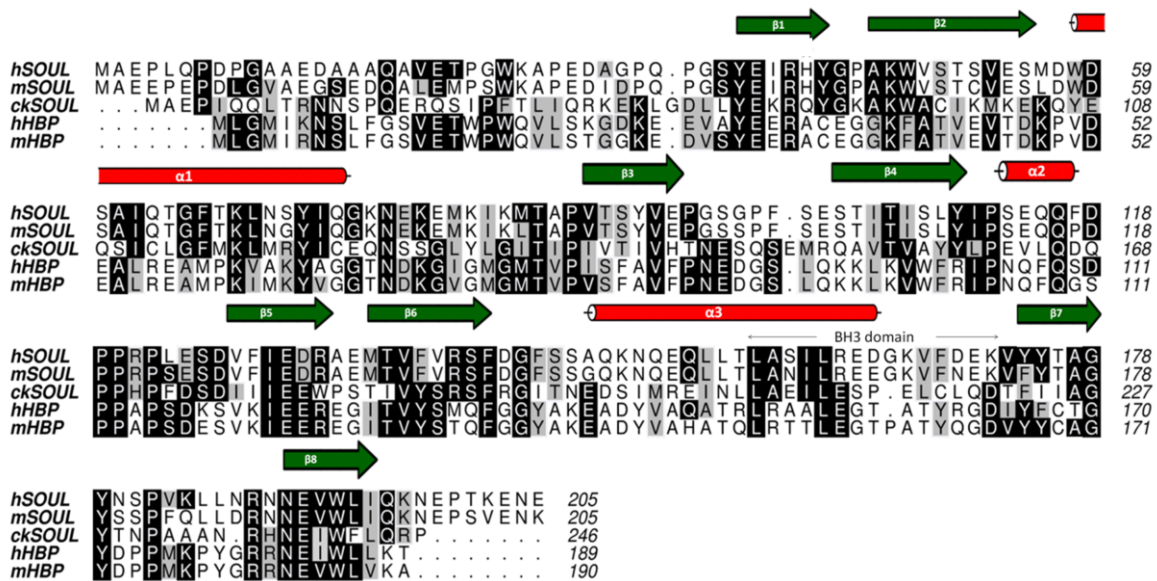 β1 β2
hSOUL MAEPLQPDPGAAEDAAAQAVETPGWKAPEDAGPQ.PGSYEIRHYGPAKWVSTSVESMDWD 59
mSOUL MAEEPEPDLGVAEGSEDQALEMPSWKAPEDIDPQ.PGSYEIRHYGPAKWVSTCVESLDWD 59
ckSOUL ...MAEPIQQLTRNNSPQERQSIPFTLIQRKEKLGDLLYEKRQYGKAKWACIKMKEKQYE 108
hHBP .......MLGMIKNSLFGSVETWPWQVLSKGDKE.EVAYEERACEGGKFATVEVTDKPVD 52
mHBP .......MLGMIRNSLFGSVETWPWQVLSTGGKE.DVSYEERACEGGKFATVEVTDKPVD 52
α1 β3 β4 α2
hSOUL SAIQTGFTKLNSYIQGKNEKEMKIKMTAPVTSYVEPGSGPF.SESTITISLYIPSEQQFD 118
mSOUL SAIQTGFTKLNGYIQGKNEKEMKIKLTAPVTSYVEPGSSPF.SESTITISLYIPSEQQPD 118
ckSOUL QSICLGFMKLMRYICEQNSSGLYLGITIPIVTIVHTNESQSEMRQAVTVAYYLPEVLQDQ 168
hHBP EALREAMPKVAKYAGGTNDKGIGMGMTVPISFAVFPNEDGS.LQKKLKVWFRIPNQFQSD 111
mHBP EALREAMPKIMKYVGGTNDKGVGMGMTVPVSFAVFPNEDGS.LQKKLKVWFRIPNQFQGS 111
β5 β6 α3 β7
BH3 domain
hSOUL PPRPLESDVFIEDRAEMTVFVRSFDGFSSAQKNQEQLLTLASILREDGKVFDEKVYYTAG 178
mSOUL PPRPSESDVFIEDRAEMTVFVRSFDGFSSGQKNQEQLLTLANILREDGKVFNEKVFYTAG 178
ckSOUL PPHPFDSDIIIEEWPSTTIYSRSFRGITNEDSIMREINLLAEILESP.ELCLQDTFIIAG 227
hHBP PPAPSDKSVKIEEREGITVYSMQFGGYAKEADYVAQATRLRAALEGT.ATYRGDIYFCTG 170
mHBP PPAPSDESVKIEEREGITVYSTQFGGYAKEADYVAHATQLRTTLEGTPATYQGDVYYCAG 171
β8
hSOUL YNSPVKLLNRNNEVWLIQKNEPTKENE 205
mSOUL YSSPFQLLDRNNEVWLIQKNEPSVENK 205
ckSOUL YTNPAAAN.RHNEIWFLQRP....... 246
hHBP YDPPMKPYGRRNEIWLLKT........ 189
mHBP YDPPMKPYGRRNEVWLVKA........ 190